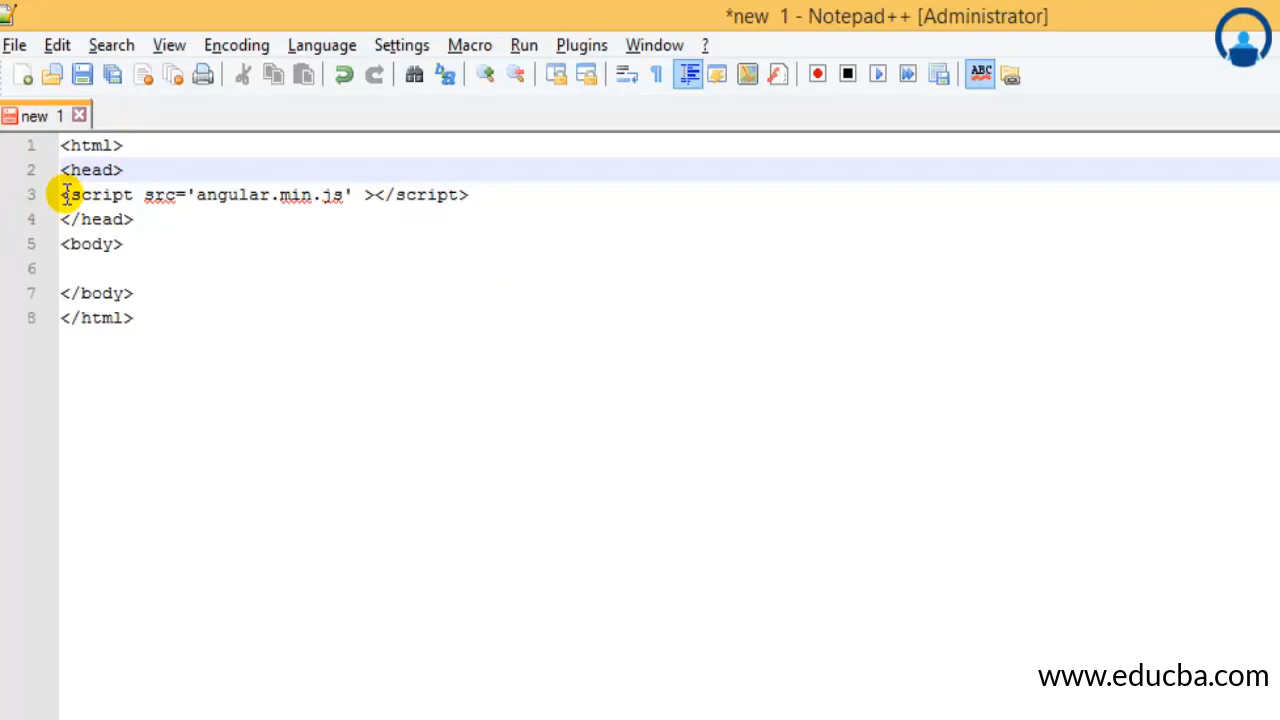 *new 1 - Notepad++ [Administrator]
File Edit Search View Encoding Language Settings Macro Run Plugins Window ?
ABC
new 1
1 <html>
2 <head>
3 <script src='angular.min.js' ></script>
4 </head>
5 <body>
6
7 </body>
8 </html>
www.educba.com